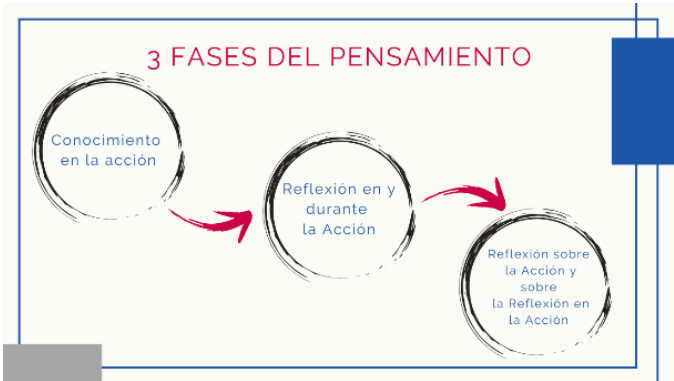 3 FASES DEL PENSAMIENTO
Conocimiento
en la acción
Reflexión en y
durante
la Acción
Reflexión sobre
la Acción y
sobre
la Reflexión en
la Acción